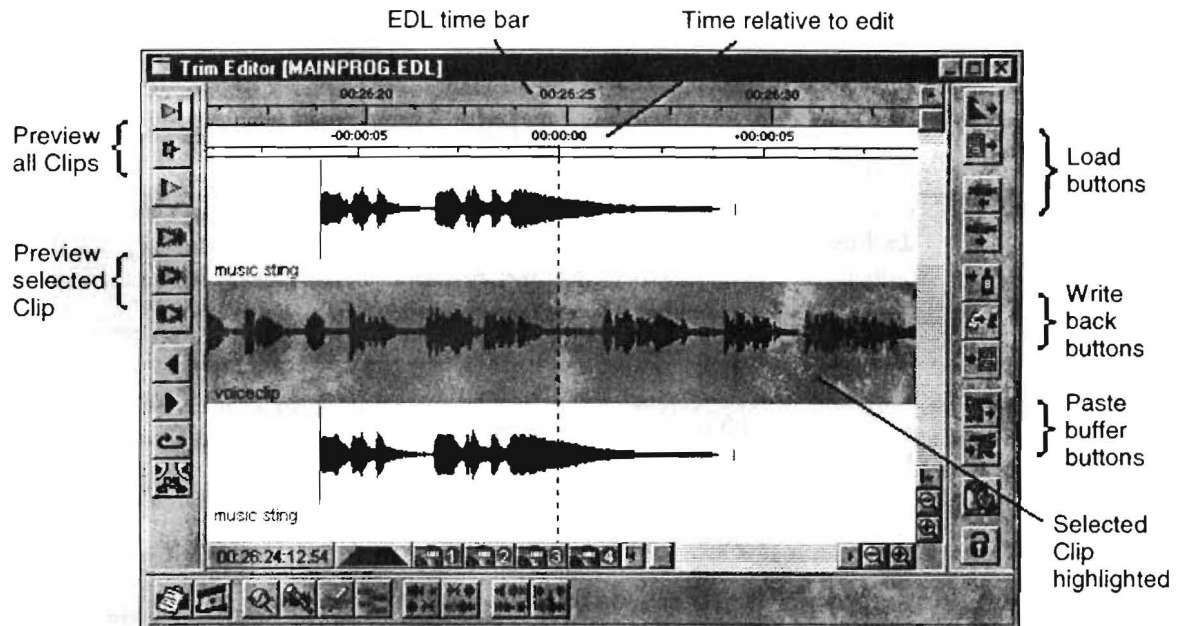 EDL time bar
Time relative to edit
Trim Editor [MAINPROG.EDL]
00:26:20 00:26:25 00:26:30
-00:00:05 00:00:00 +00:00:05
Preview
all Clips
Preview
selected
Clip
music sting
voiceclip
music sting
00:26:24:12.54
1 2 3 4
B
Load
buttons
Write
back
buttons
Paste
buffer
buttons
Selected
Clip
highlighted